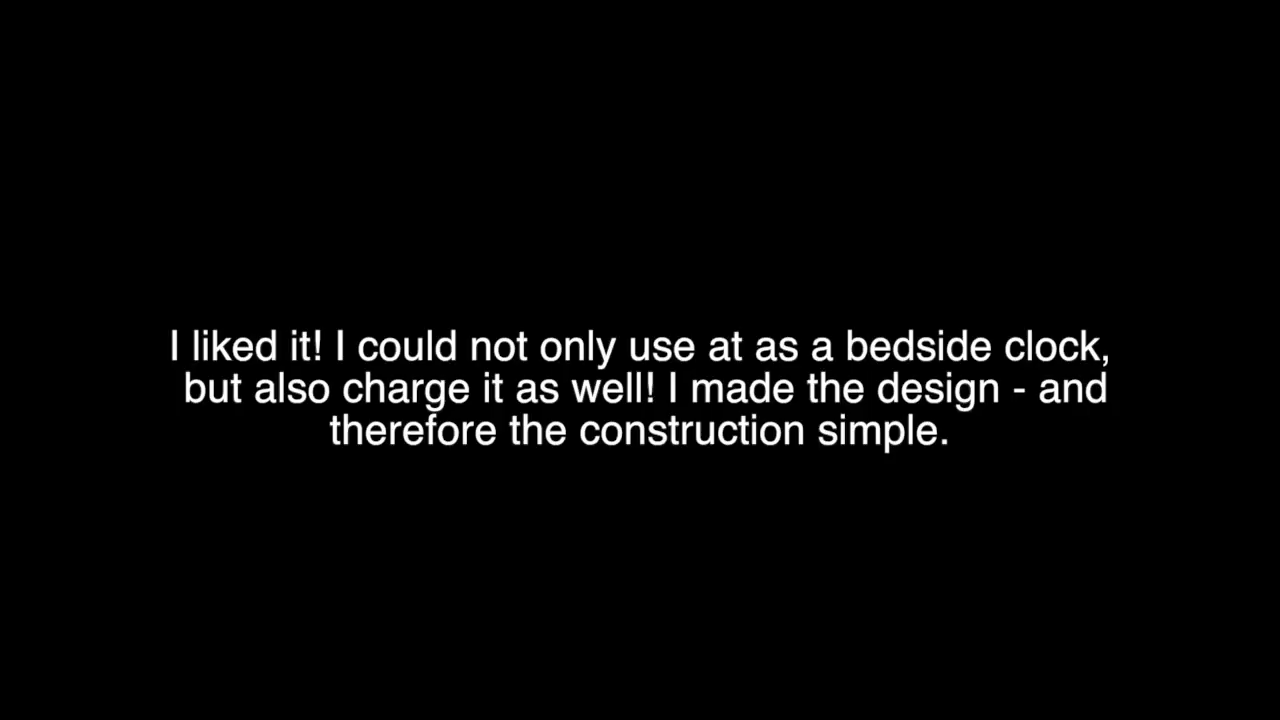 I liked it! I could not only use at as a bedside clock,
but also charge it as well! I made the design - and
therefore the construction simple.